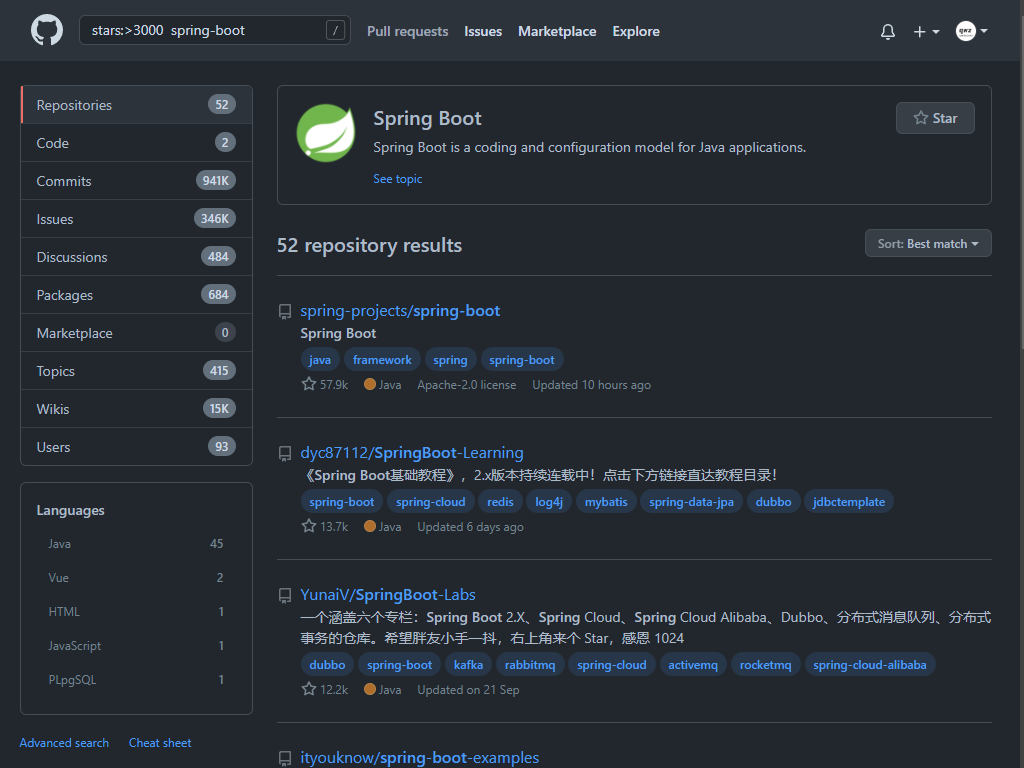 stars:>3000 spring-boot /
Pull requests Issues Marketplace Explore
Repositories 52
Code 2
Commits 941K
Issues 346K
Discussions 484
Packages 684
Marketplace 0
Topics 415
Wikis 15K
Users 93
Languages
Java 45
Vue 2
HTML 1
JavaScript 1
PLpgSQL 1
Advanced search Cheat sheet
Spring Boot
Star
Spring Boot is a coding and configuration model for Java applications.
See topic
52 repository results
Sort: Best match
spring-projects/spring-boot
Spring Boot
java framework spring spring-boot
57.9k Java Apache-2.0 license Updated 10 hours ago
dyc87112/SpringBoot-Learning
《Spring Boot基础教程》，2.x版本持续连载中！点击下方链接直达教程目录！
spring-boot spring-cloud redis log4j mybatis spring-data-jpa dubbo jdbctemplate
13.7k Java Updated 6 days ago
YunaiV/SpringBoot-Labs
一个涵盖六个专栏：Spring Boot 2.X、Spring Cloud、Spring Cloud Alibaba、Dubbo、分布式消息队列、分布式
事务的仓库。希望胖友小手一抖，右上角来个 Star，感恩 1024
dubbo spring-boot kafka rabbitmq spring-cloud activemq rocketmq spring-cloud-alibaba
12.2k Java Updated on 21 Sep
ityouknow/spring-boot-examples